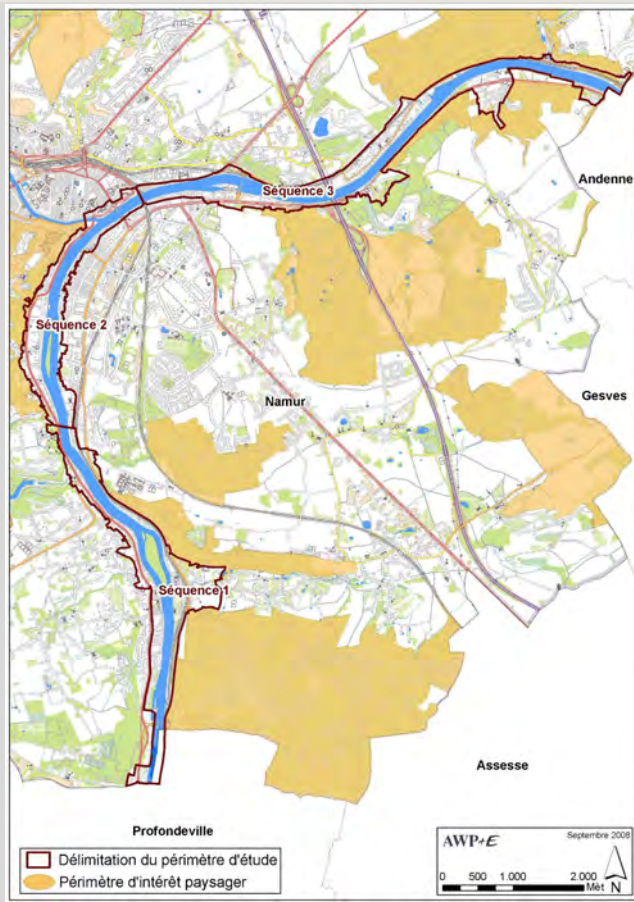 Andenne
Séquence 3
Séquence 2
Gesves
Namur
Séquence 1
Assesse
Profondeville
Délimitation du périmètre d'étude
Périmètre d'intérêt paysager
AWP+E
Septembre 2008
0 500 1.000 2.000
Mèt
N